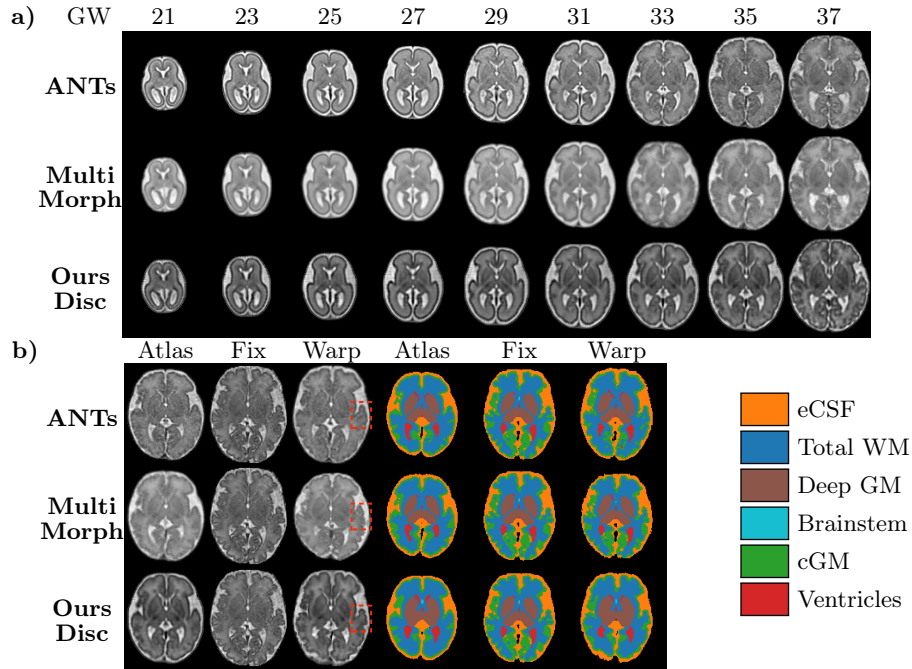 a) GW 21 23 25 27 29 31 33 35 37
ANTs
Multi
Morph
Ours
Disc
b)
Atlas Fix Warp Atlas Fix Warp
ANTs
Multi
Morph
Ours
Disc
eCSF
Total WM
Deep GM
Brainstem
cGM
Ventricles